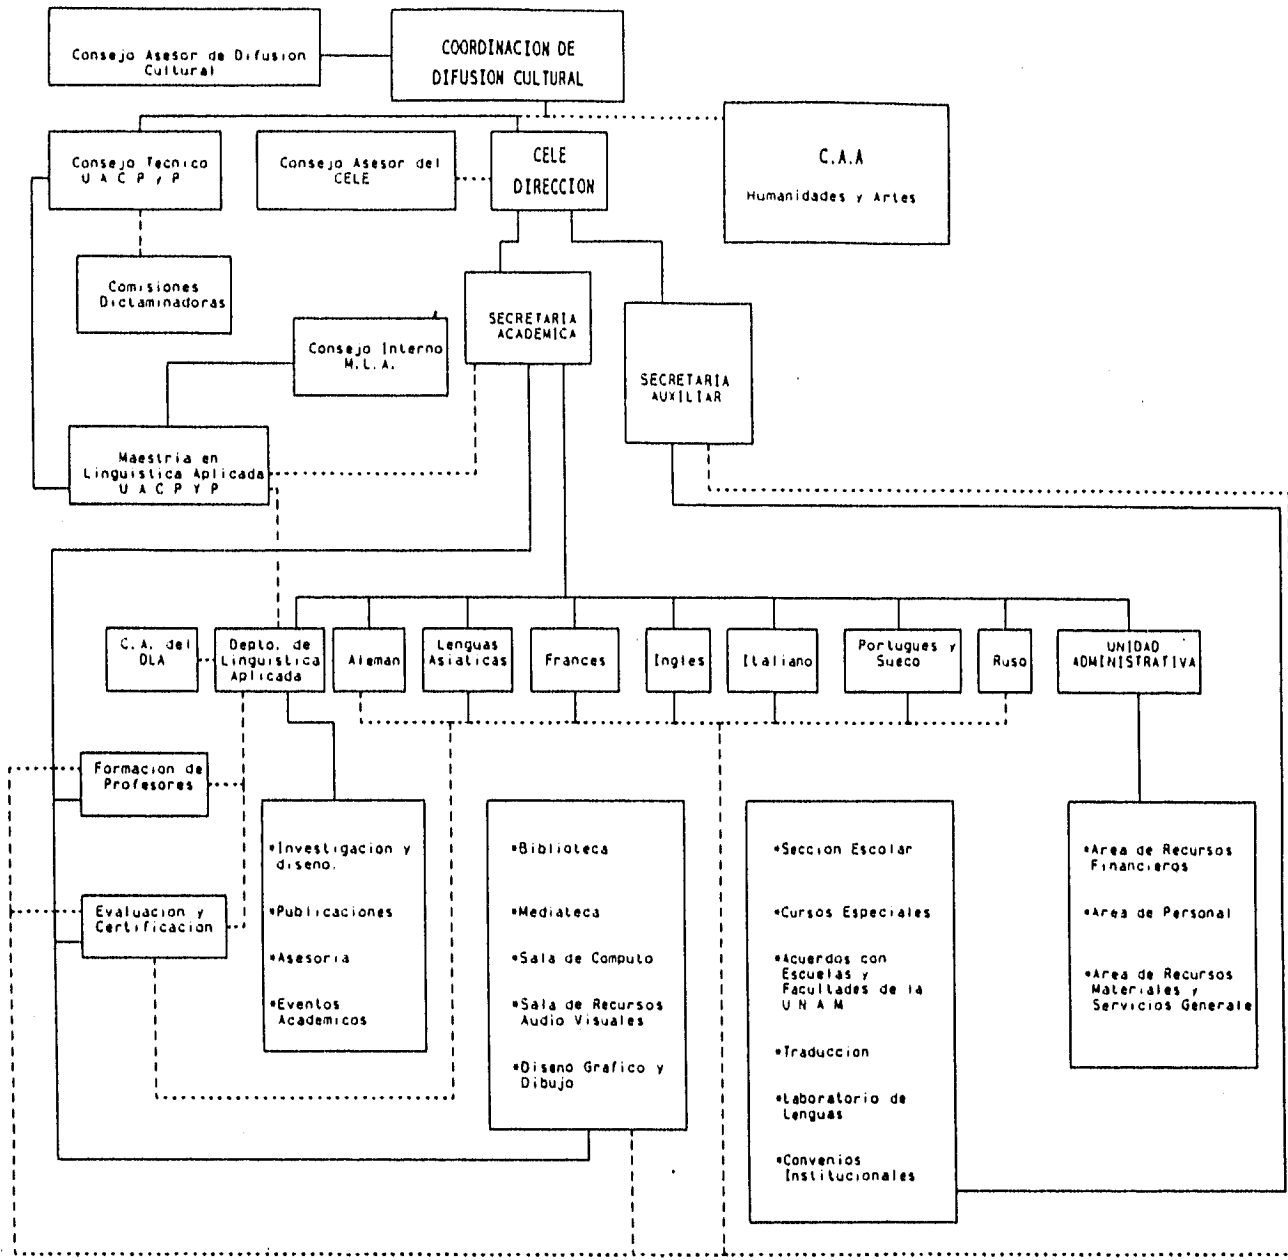 Consejo Asesor de Difusion
Cultural
COORDINACION DE
DIFUSION CULTURAL
C.A.A
Humanidades y Artes
Consejo Tecnico
U A C P y P
Consejo Asesor del
CELE
CELE
DIRECCION
Comisiones
Dictaminadoras
Consejo Interno
M.L.A.
SECRETARIA
ACADEMICA
SECRETARIA
AUXILIAR
Maestria en
Linguistica Aplicada
U A C P Y P
C.A. del
DLA
Depto. de
Linguistica
Aplicada
Aleman
Lenguas
Asiaticas
Frances
Ingles
Italiano
Portugues y
Sueco
Ruso
UNIDAD
ADMINISTRATIVA
Formacion de
Profesores
Evaluacion y
Certificacion
*Investigacion y
diseno.
*Publicaciones
*Asesoria
*Eventos
Academicos
*Biblioteca
*Mediateca
*Sala de Computo
*Sala de Recursos
Audio Visuales
*Diseno Grafico y
Dibujo
*Seccion Escolar
*Cursos Especiales
*Acuerdos con
Escuelas y
Facultades de la
U N A M
*Traduccion
*Laboratorio de
Lenguas
*Convenios
Institucionales
*Area de Recursos
Financieros
*Area de Personal
*Area de Recursos
Materiales y
Servicios Generale